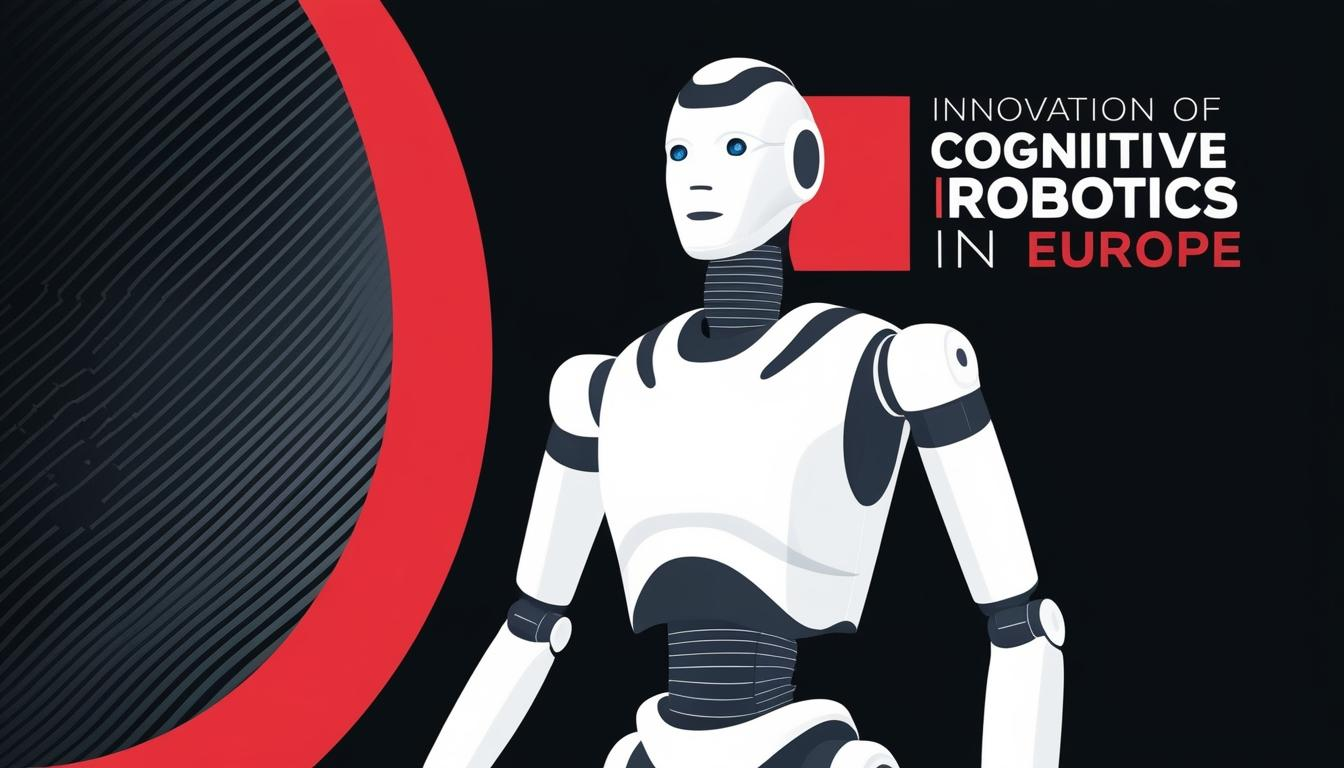 INNOVATION OF
COGNIITIVE
IROBOTICS
IN EUROPE